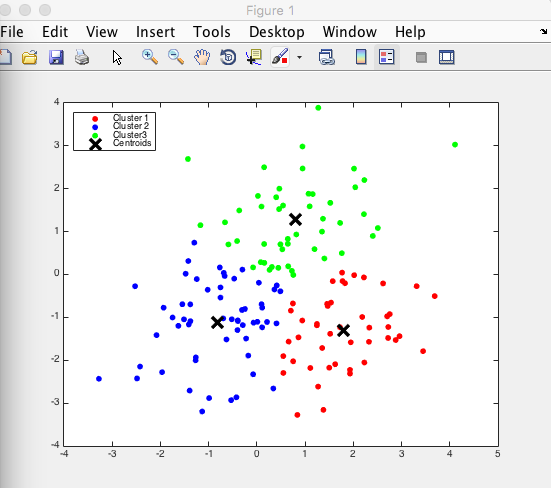 Figure 1
File Edit View Insert Tools Desktop Window Help
Cluster 1
Cluster 2
Cluster3
Centroids
4
3
2
1
0
-1
-2
-3
-4
-4 -3 -2 -1 0 1 2 3 4 5